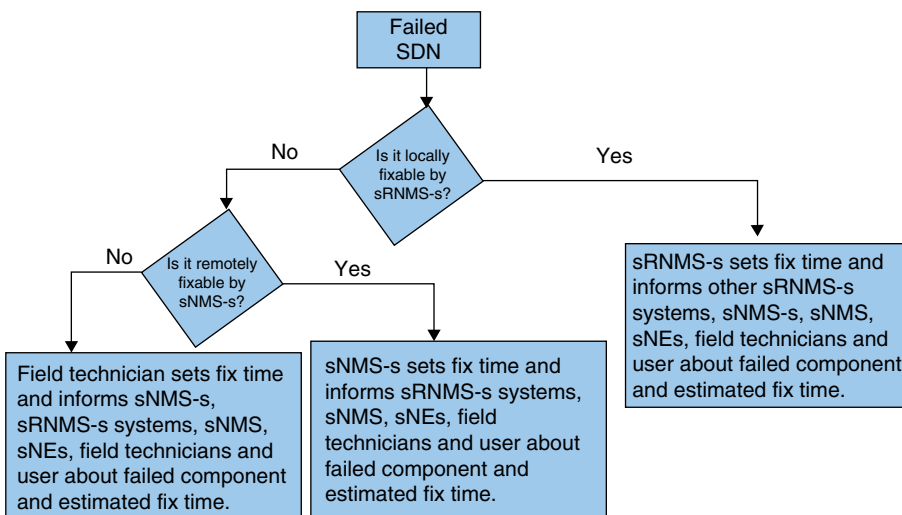 Failed
SDN
Is it locally
fixable by
sRNMS-s?
No
Yes
Is it remotely
fixable by
sNMS-s?
No
Yes
sRNMS-s sets fix time and
informs other sRNMS-s
systems, sNMS-s, sNMS,
sNEs, field technicians and
user about failed component
and estimated fix time.
Field technician sets fix time
and informs sNMS-s,
sRNMS-s systems, sNMS,
sNEs, field technicians and
user about failed component
and estimated fix time.
sNMS-s sets fix time and
informs sRNMS-s systems,
sNMS, sNEs, field
technicians and user about
failed component and
estimated fix time.